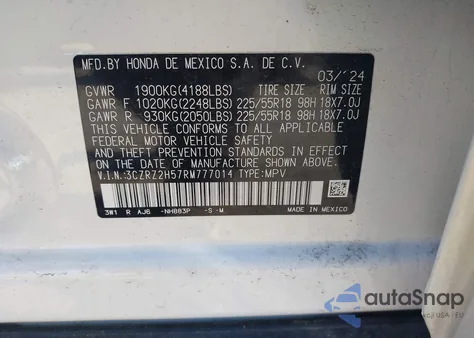 MFD.BY HONDA DE MEXICO S.A. DE C.V.
03/'24
GVWR 1900KG(4188LBS) TIRE SIZE RIM SIZE
GAWR F 1020KG(2248LBS) 225/55R18 98H 18X7.0J
GAWR R 930KG(2050LBS) 225/55R18 98H 18X7.0J
THIS VEHICLE CONFORMS TO ALL APPLICABLE
FEDERAL MOTOR VEHICLE SAFETY
AND THEFT PREVENTION STANDARDS IN EFFECT
ON THE DATE OF MANUFACTURE SHOWN ABOVE.
V.I.N.:3CZRZ2H57RM777014 TYPE:MPV
3W1 R AJ6 -NH883P -S -M MADE IN MEXICO
autoSnap
USA · EU